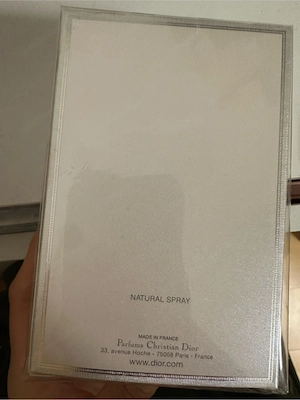 NATURAL SPRAY
MADE IN FRANCE
Parfums Christian Dior
33, avenue Hoche - 75008 Paris - France
www.dior.com